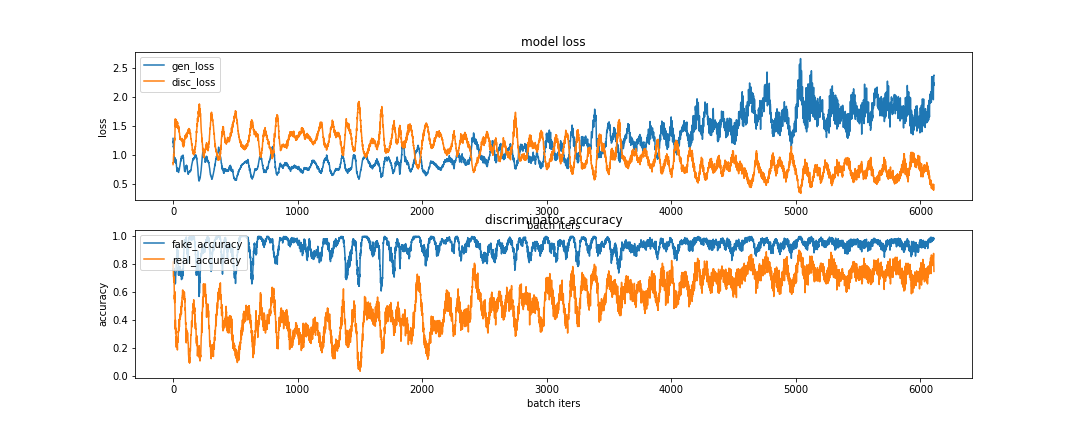 model loss
gen_loss
disc_loss
loss
2.5
2.0
1.5
1.0
0.5
0 1000 2000 3000 4000 5000 6000
batch iters
discriminator accuracy
fake_accuracy
real_accuracy
accuracy
1.0
0.8
0.6
0.4
0.2
0.0
0 1000 2000 3000 4000 5000 6000
batch iters